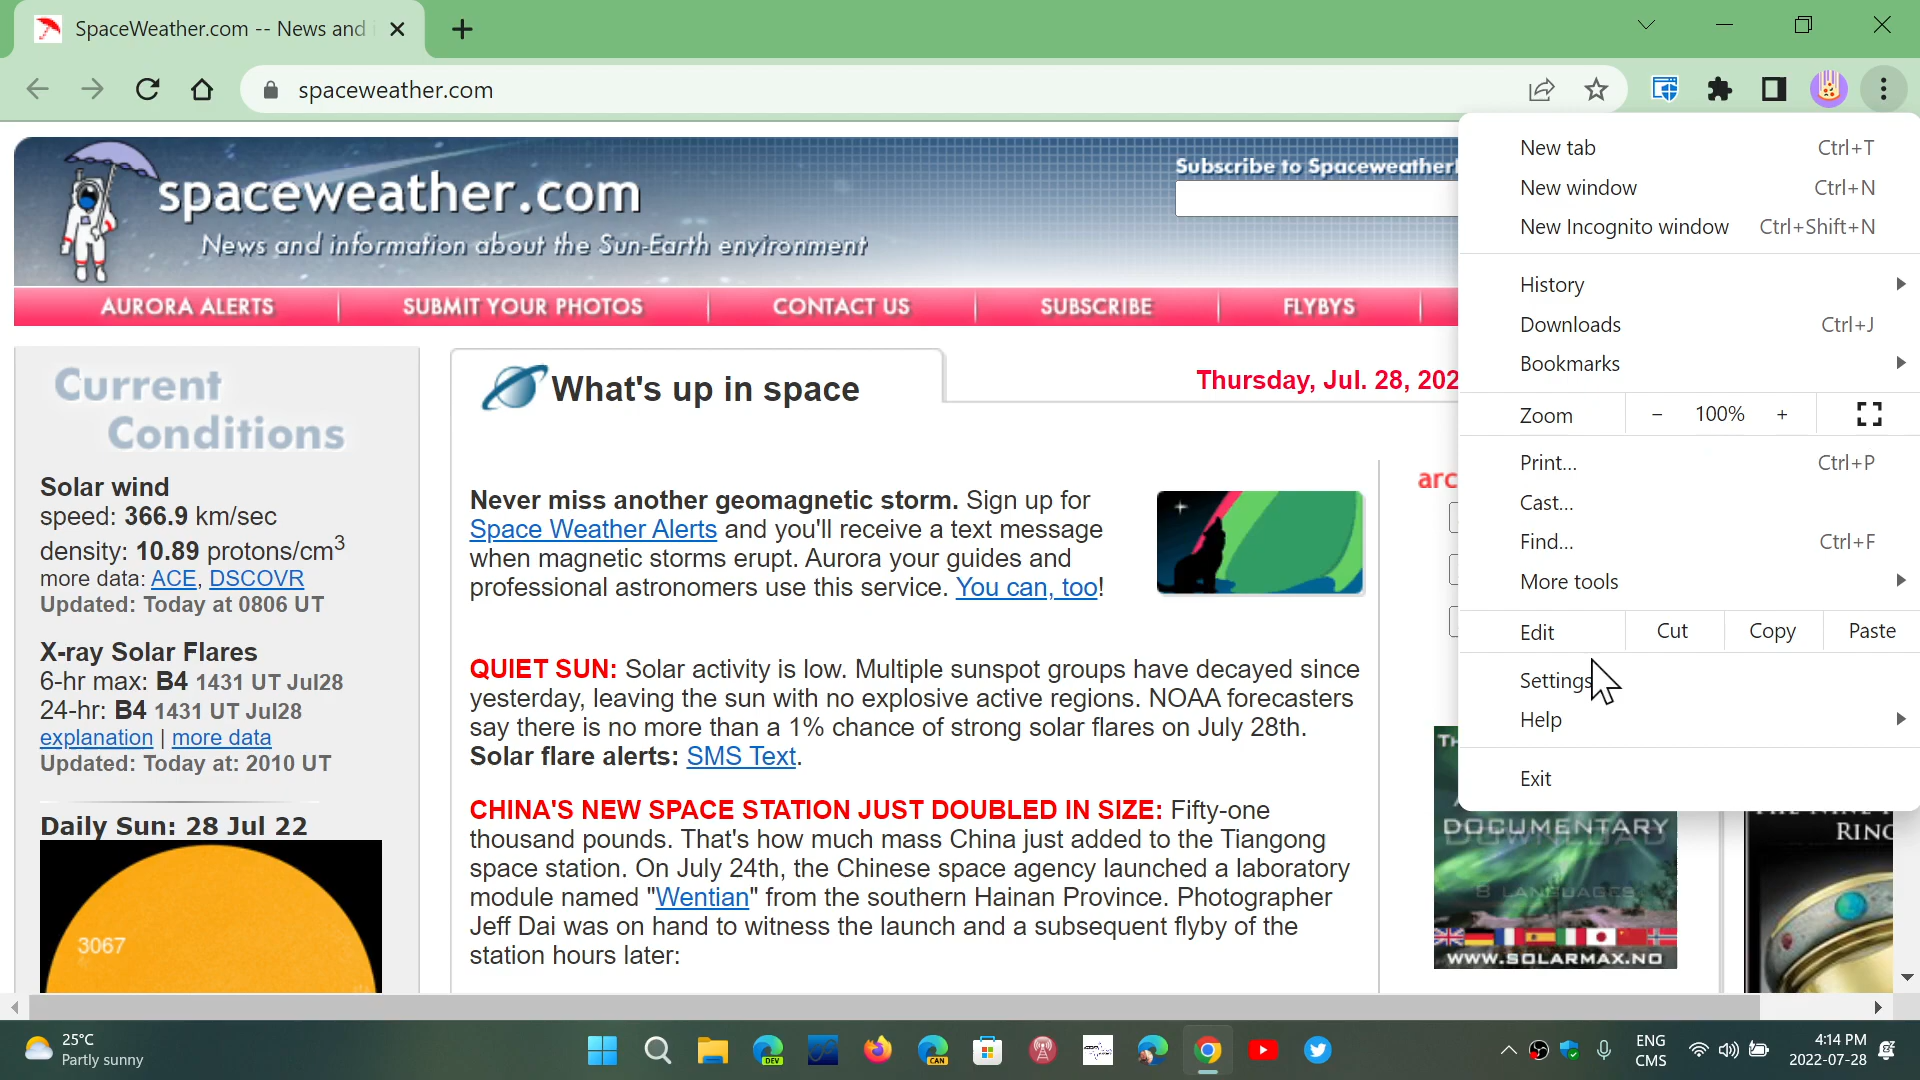 SpaceWeather.com -- News and
spaceweather.com
spaceweather.com
News and information about the Sun-Earth environment
Subscribe to Spaceweather
AURORA ALERTS
SUBMIT YOUR PHOTOS
CONTACT US
SUBSCRIBE
FLYBYS
Current
Conditions
Solar wind
speed: 366.9 km/sec
density: 10.89 protons/cm3
more data: ACE, DSCOVR
Updated: Today at 0806 UT
X-ray Solar Flares
6-hr max: B4 1431 UT Jul28
24-hr: B4 1431 UT Jul28
explanation | more data
Updated: Today at: 2010 UT
Daily Sun: 28 Jul 22
3067
What's up in space
Thursday, Jul. 28, 202
Never miss another geomagnetic storm. Sign up for
Space Weather Alerts and you'll receive a text message
when magnetic storms erupt. Aurora your guides and
professional astronomers use this service. You can, too!
QUIET SUN: Solar activity is low. Multiple sunspot groups have decayed since
yesterday, leaving the sun with no explosive active regions. NOAA forecasters
say there is no more than a 1% chance of strong solar flares on July 28th.
Solar flare alerts: SMS Text.
CHINA'S NEW SPACE STATION JUST DOUBLED IN SIZE: Fifty-one
thousand pounds. That's how much mass China just added to the Tiangong
space station. On July 24th, the Chinese space agency launched a laboratory
module named "Wentian" from the southern Hainan Province. Photographer
Jeff Dai was on hand to witness the launch and a subsequent flyby of the
station hours later:
arc
TH
DOCUMENTARY
DOWNLOAD
8 LANGUAGES
WWW.SOLARMAX.NO
RING
New tab Ctrl+T
New window Ctrl+N
New Incognito window Ctrl+Shift+N
History
Downloads Ctrl+J
Bookmarks
Zoom - 100% +
Print... Ctrl+P
Cast...
Find... Ctrl+F
More tools
Edit Cut Copy Paste
Settings
Help
Exit
25°C
Partly sunny
DEV
CAN
ENG
CMS
4:14 PM
2022-07-28